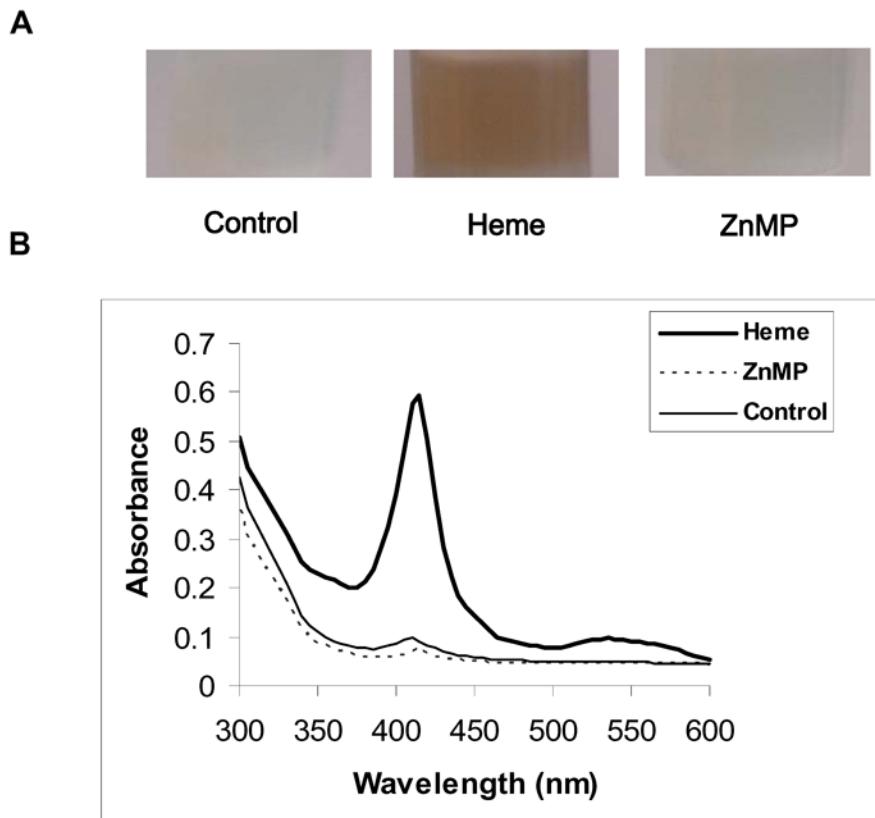 A
Control Heme ZnMP
B
Heme
ZnMP
Control
0.7
0.6
0.5
0.4
0.3
0.2
0.1
0
Absorbance
300 350 400 450 500 550 600
Wavelength (nm)